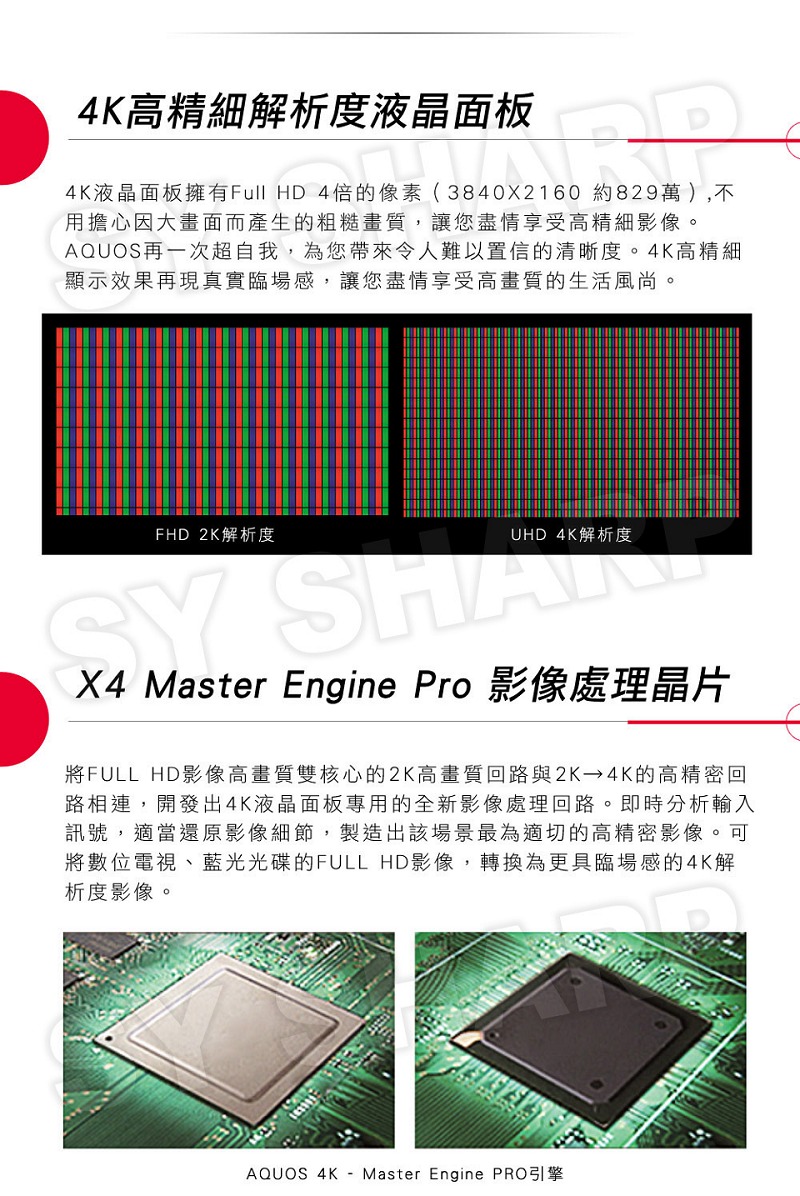 4K高精細解析度液晶面板
4K液晶面板擁有Full HD 4倍的像素（3840X2160 約829萬）,不
用擔心因大畫面而產生的粗糙畫質，讓您盡情享受高精細影像。
AQUOS再一次超自我，為您帶來令人難以置信的清晰度。4K高精細
顯示效果再現真實臨場感，讓您盡情享受高畫質的生活風尚。
FHD 2K解析度
UHD 4K解析度
X4 Master Engine Pro 影像處理晶片
將FULL HD影像高畫質雙核心的2K高畫質回路與2K→4K的高精密回
路相連，開發出4K液晶面板專用的全新影像處理回路。即時分析輸入
訊號，適當還原影像細節，製造出該場景最為適切的高精密影像。可
將數位電視、藍光光碟的FULL HD影像，轉換為更具臨場感的4K解
析度影像。
AQUOS 4K - Master Engine PRO引擎
SY SHARP
SY SHARP
SY SHARP